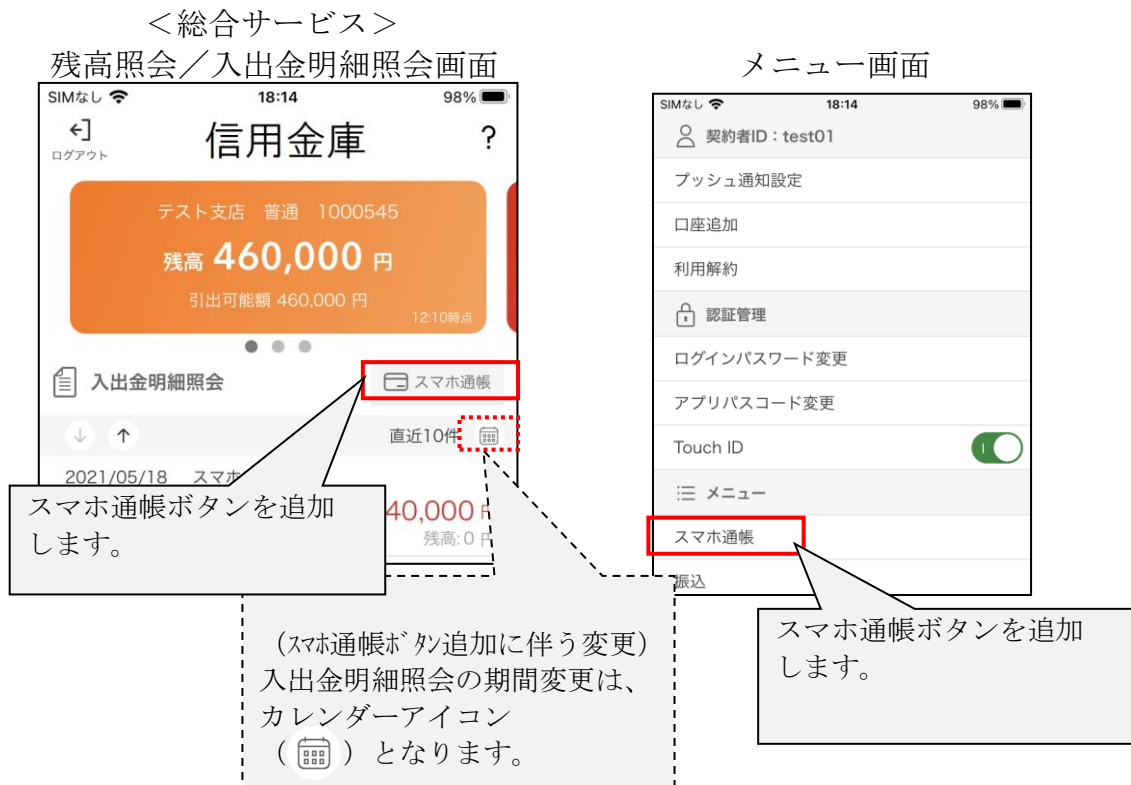 ＜総合サービス＞
残高照会／入出金明細照会画面
SIMなし 18:14 98%
ログアウト
信用金庫
?
テスト支店 普通 1000545
残高 460,000 円
引出可能額 460,000 円
12:10時点
入出金明細照会
スマホ通帳
直近10件
2021/05/18 スマホ
40,000 円
残高:0 円
スマホ通帳ボタンを追加
します。
（ｽﾏﾎ通帳ﾎﾞﾀﾝ追加に伴う変更）
入出金明細照会の期間変更は、
カレンダーアイコン
（ ）となります。
メニュー画面
SIMなし 18:14 98%
契約者ID：test01
プッシュ通知設定
口座追加
利用解約
認証管理
ログインパスワード変更
アプリパスコード変更
Touch ID
メニュー
スマホ通帳
振込
スマホ通帳ボタンを追加
します。